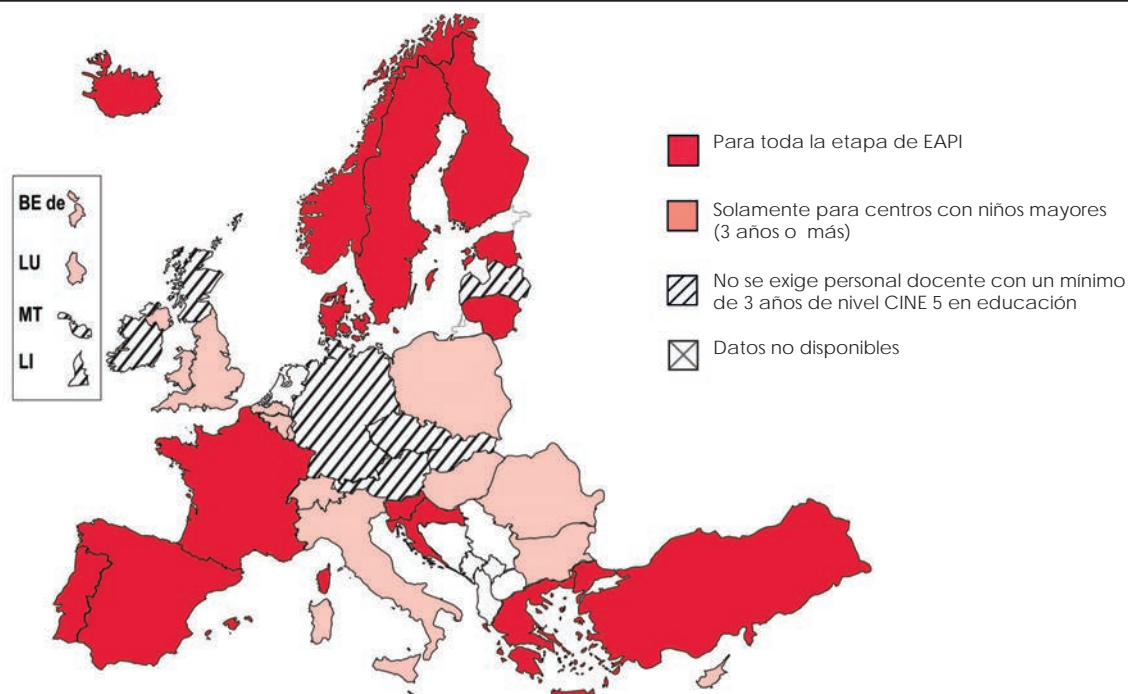 BE de
LU
MT
LI
Para toda la etapa de EAPI
Solamente para centros con niños mayores
(3 años o más)
No se exige personal docente con un mínimo
de 3 años de nivel CINE 5 en educación
Datos no disponibles